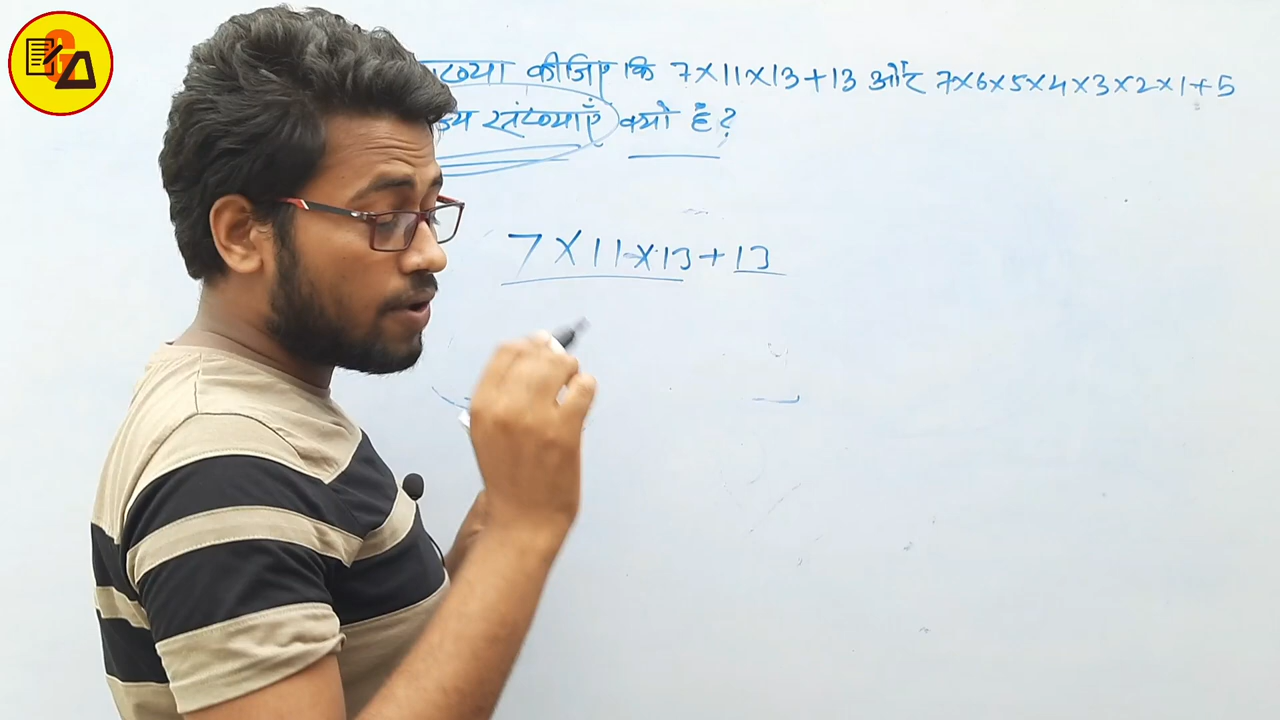 कीजिए कि 7×11×13+13 और 7×6×5×4×3×2×1+5
संख्याएँ क्यों हैं?
7×11×13+13